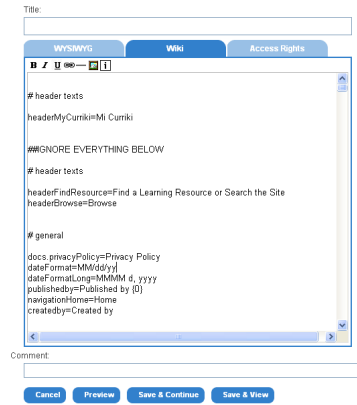 Title:
WYSIWYG Wiki Access Rights
B I U i
# header texts
headerMyCurriki=Mi Curriki
##IGNORE EVERYTHING BELOW
# header texts
headerFindResource=Find a Learning Resource or Search the Site
headerBrowse=Browse
# general
docs.privacyPolicy=Privacy Policy
dateFormat=MM/dd/yy
dateFormatLong=MMMM d, yyyy
publishedby=Published by {0}
navigationHome=Home
createdby=Created by
Comment:
Cancel Preview Save & Continue Save & View